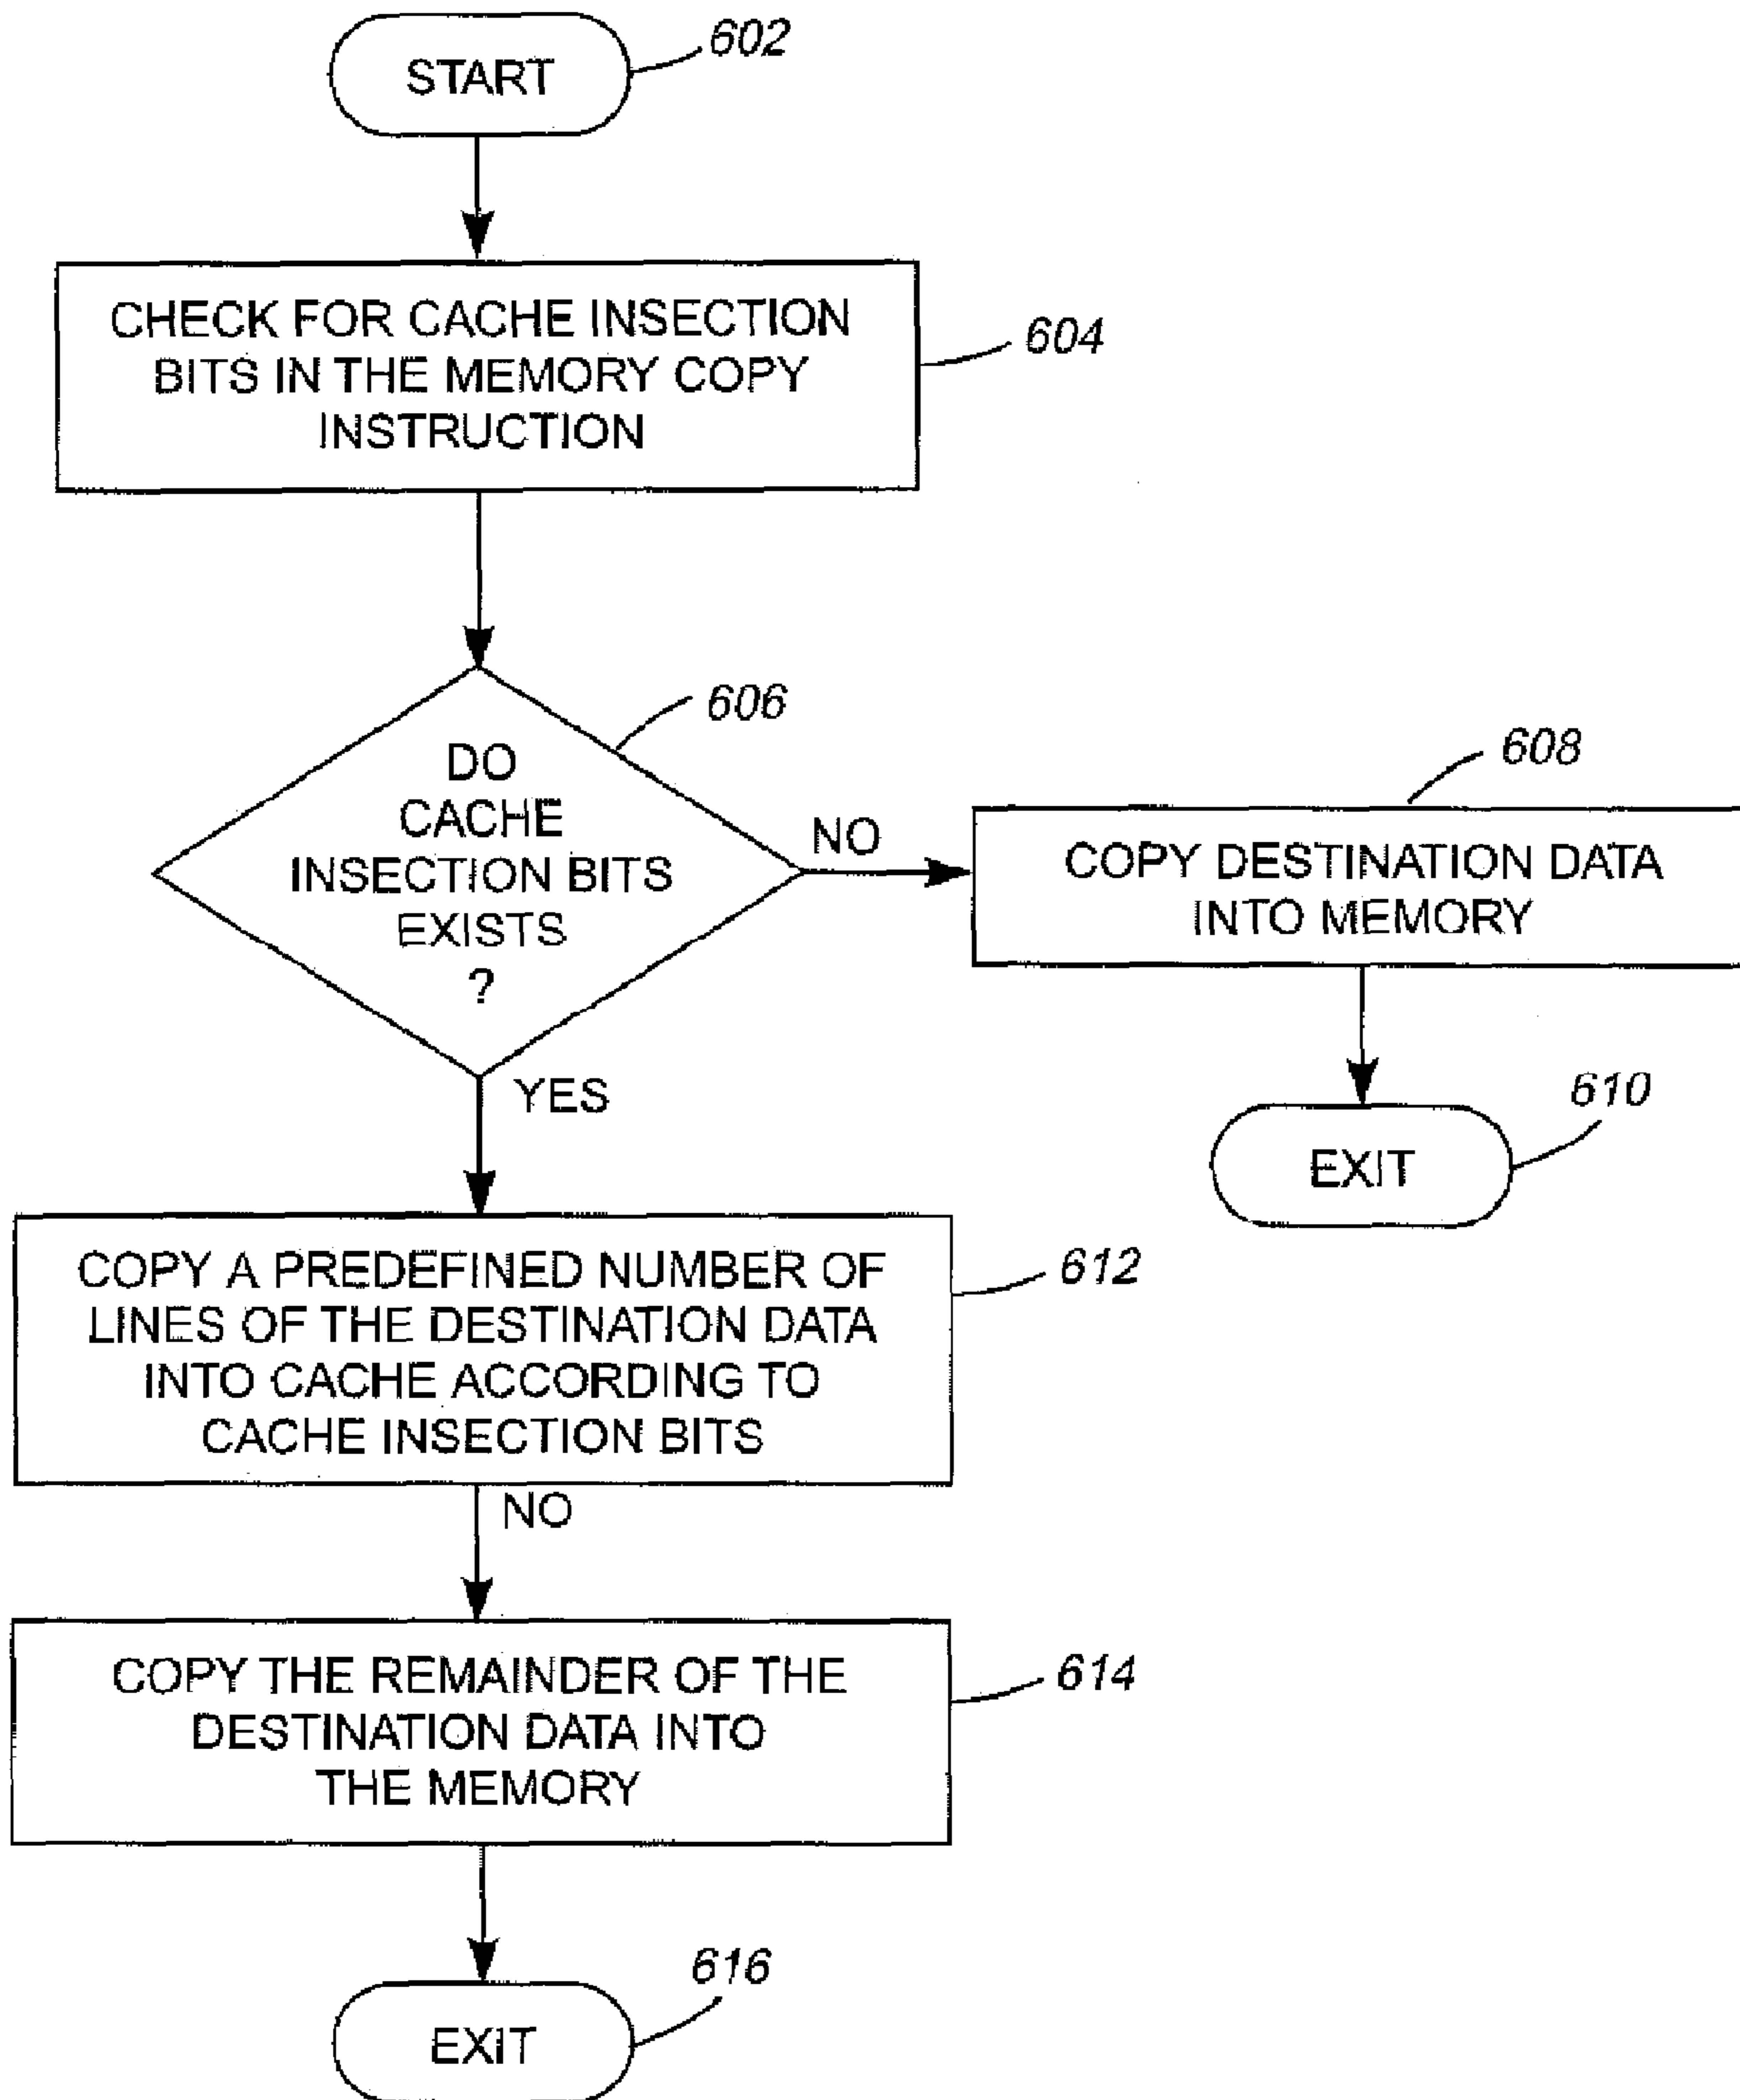 602
START
CHECK FOR CACHE INSECTION
BITS IN THE MEMORY COPY
INSTRUCTION
604
606
DO
CACHE
INSECTION BITS
EXISTS
?
NO
608
COPY DESTINATION DATA
INTO MEMORY
YES
610
EXIT
COPY A PREDEFINED NUMBER OF
LINES OF THE DESTINATION DATA
INTO CACHE ACCORDING TO
CACHE INSECTION BITS
612
NO
COPY THE REMAINDER OF THE
DESTINATION DATA INTO
THE MEMORY
614
616
EXIT